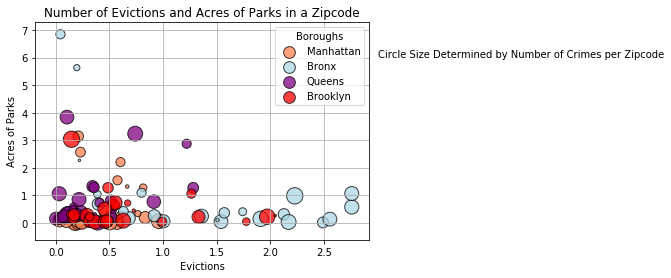 Number of Evictions and Acres of Parks in a Zipcode
7
6
5
4
3
2
1
0
Acres of Parks
Boroughs
Manhattan
Bronx
Queens
Brooklyn
Circle Size Determined by Number of Crimes per Zipcode
0.0 0.5 1.0 1.5 2.0 2.5
Evictions